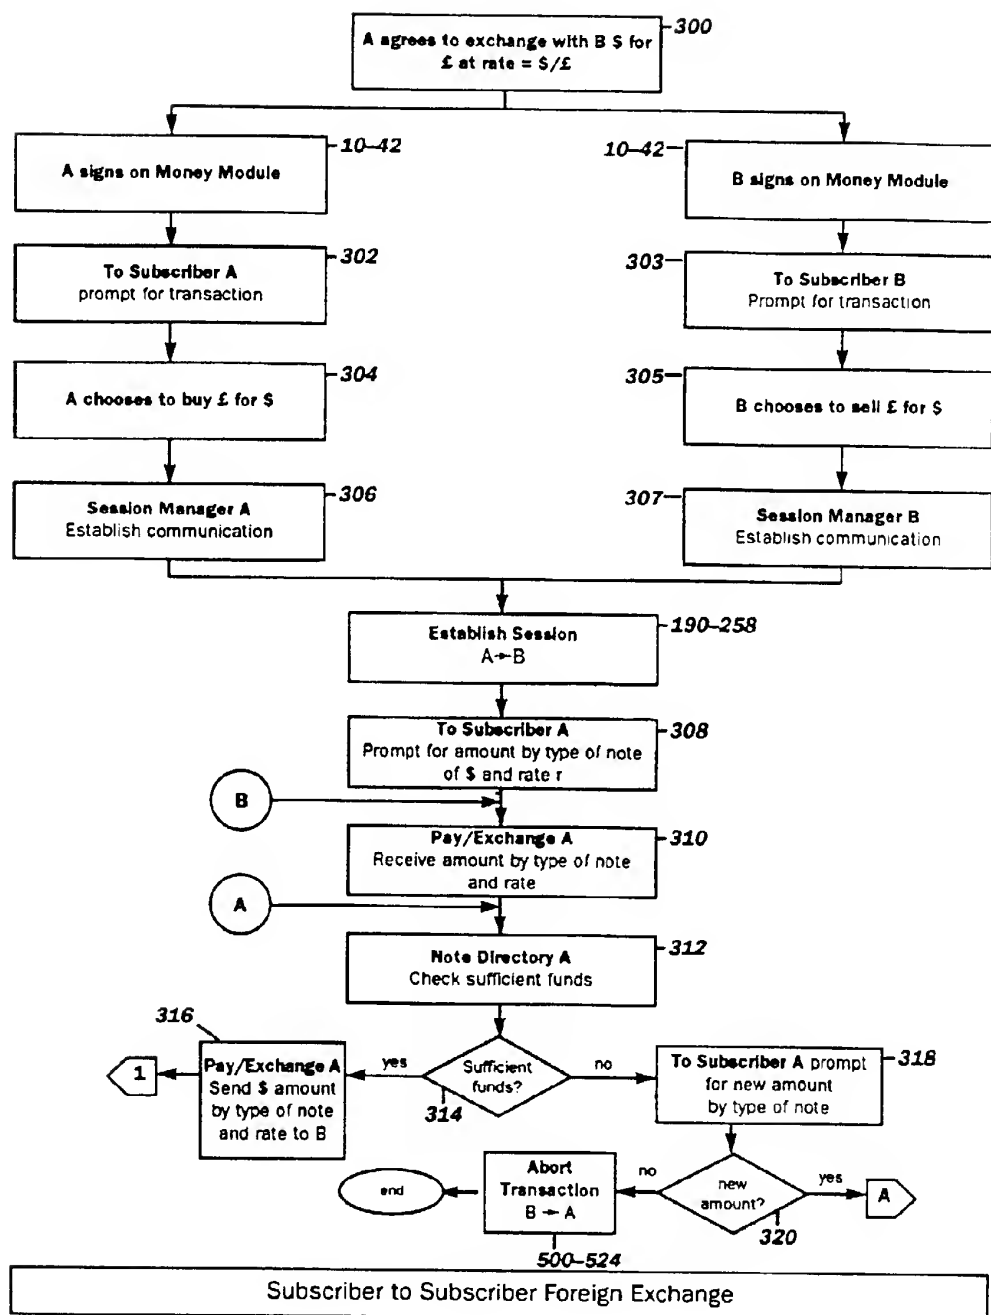 A agrees to exchange with B $ for
£ at rate = $/£
300
A signs on Money Module
10–42
10–42
B signs on Money Module
To Subscriber A
prompt for transaction
302
303
To Subscriber B
Prompt for transaction
A chooses to buy £ for $
304
305
B chooses to sell £ for $
Session Manager A
Establish communication
306
307
Session Manager B
Establish communication
Establish Session
A→B
190–258
To Subscriber A
Prompt for amount by type of note
of $ and rate r
308
B
Pay/Exchange A
Receive amount by type of note
and rate
310
A
Note Directory A
Check sufficient funds
312
316
1
Pay/Exchange A
Send $ amount
by type of note
and rate to B
yes
Sufficient
funds?
314
no
To Subscriber A prompt
for new amount
by type of note
318
end
Abort
Transaction
B → A
500–524
no
new
amount?
320
yes
A
Subscriber to Subscriber Foreign Exchange